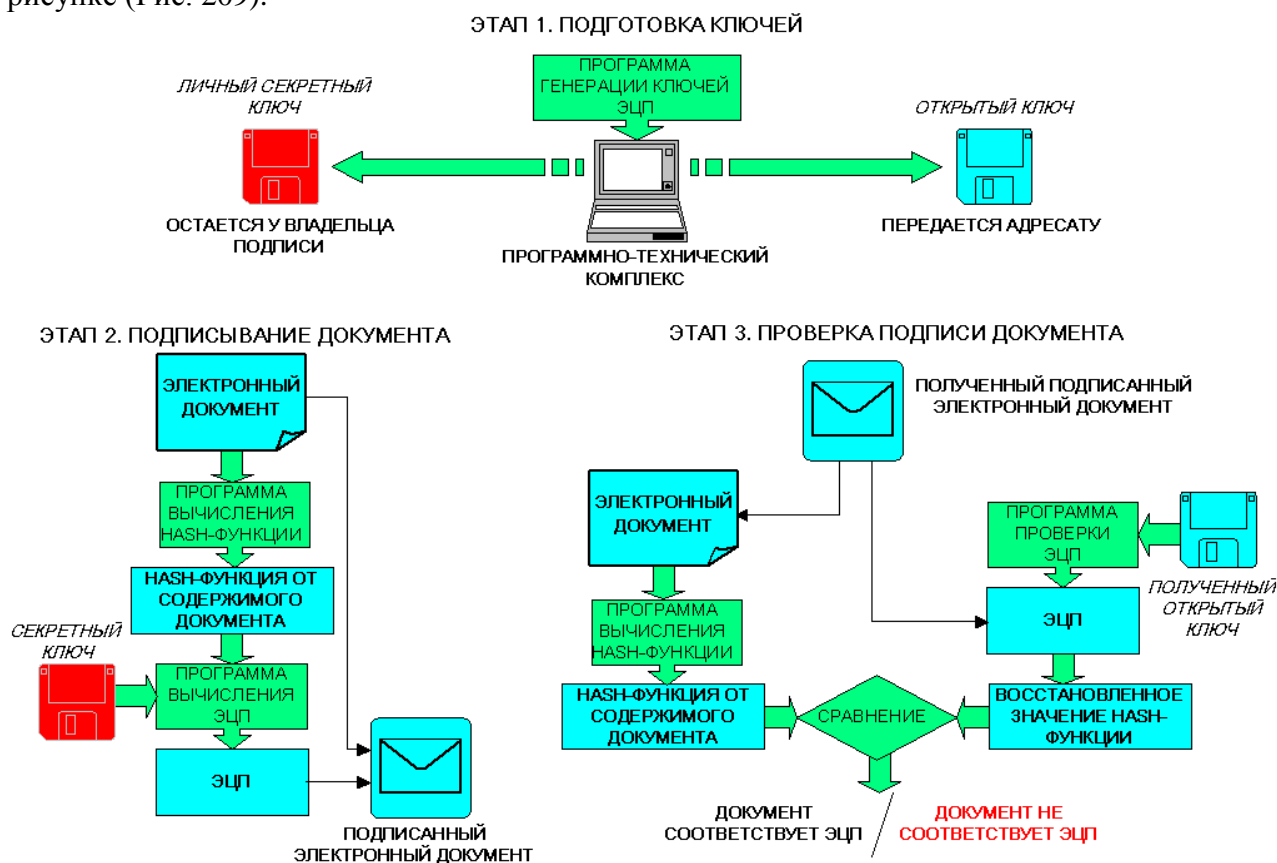 рисунке (Рис. 209).
ЭТАП 1. ПОДГОТОВКА КЛЮЧЕЙ
ПРОГРАММА
ГЕНЕРАЦИИ КЛЮЧЕЙ
ЭЦП
ЛИЧНЫЙ СЕКРЕТНЫЙ
КЛЮЧ
ОТКРЫТЫЙ КЛЮЧ
ОСТАЕТСЯ У ВЛАДЕЛЬЦА
ПОДПИСИ
ПЕРЕДАЕТСЯ АДРЕСАТУ
ПРОГРАММНО-ТЕХНИЧЕСКИЙ
КОМПЛЕКС
ЭТАП 2. ПОДПИСЫВАНИЕ ДОКУМЕНТА
ЭЛЕКТРОННЫЙ
ДОКУМЕНТ
ПРОГРАММА
ВЫЧИСЛЕНИЯ
HASH-ФУНКЦИИ
HASH-ФУНКЦИЯ ОТ
СОДЕРЖИМОГО
ДОКУМЕНТА
СЕКРЕТНЫЙ
КЛЮЧ
ПРОГРАММА
ВЫЧИСЛЕНИЯ
ЭЦП
ЭЦП
ПОДПИСАННЫЙ
ЭЛЕКТРОННЫЙ ДОКУМЕНТ
ЭТАП 3. ПРОВЕРКА ПОДПИСИ ДОКУМЕНТА
ПОЛУЧЕННЫЙ ПОДПИСАННЫЙ
ЭЛЕКТРОННЫЙ ДОКУМЕНТ
ЭЛЕКТРОННЫЙ
ДОКУМЕНТ
ПРОГРАММА
ПРОВЕРКИ
ЭЦП
ПОЛУЧЕННЫЙ
ОТКРЫТЫЙ
КЛЮЧ
ПРОГРАММА
ВЫЧИСЛЕНИЯ
HASH-ФУНКЦИИ
ЭЦП
HASH-ФУНКЦИЯ ОТ
СОДЕРЖИМОГО
ДОКУМЕНТА
СРАВНЕНИЕ
ВОССТАНОВЛЕННОЕ
ЗНАЧЕНИЕ HASH-
ФУНКЦИИ
ДОКУМЕНТ
СООТВЕТСТВУЕТ ЭЦП
ДОКУМЕНТ НЕ
СООТВЕТСТВУЕТ ЭЦП